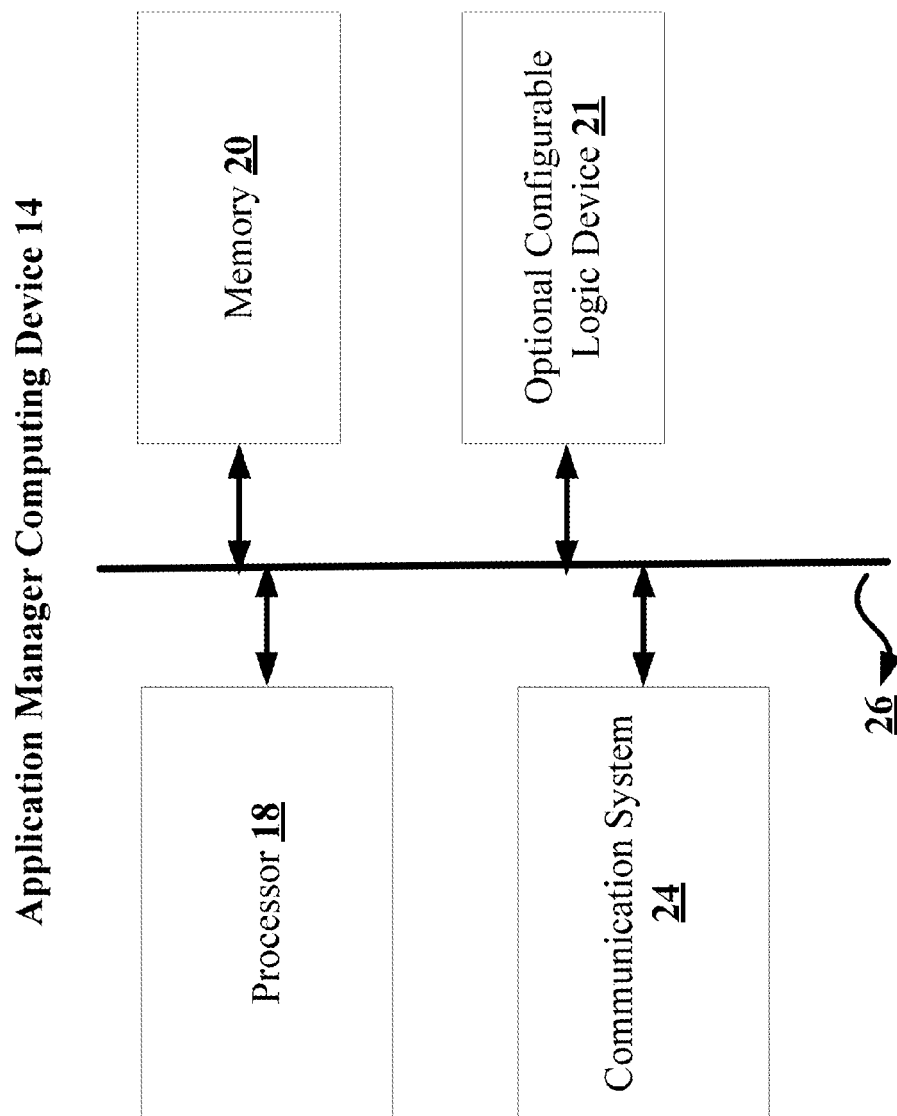 Application Manager Computing Device 14
Processor 18
Memory 20
Communication System
24
Optional Configurable
Logic Device 21
26